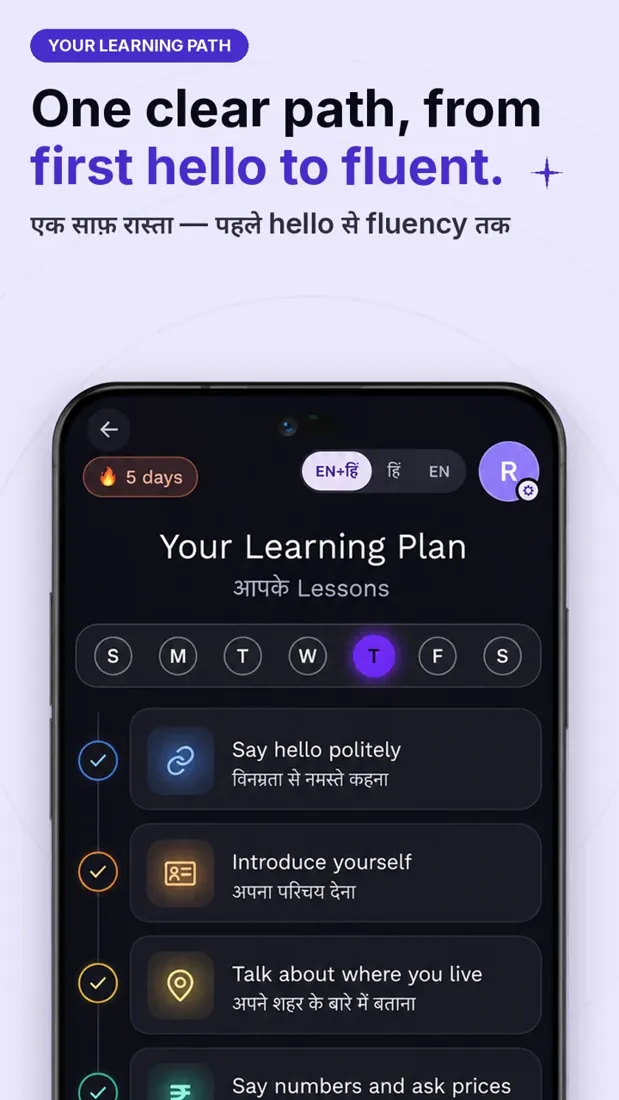 YOUR LEARNING PATH
One clear path, from
first hello to fluent.
एक साफ़ रास्ता — पहले hello से fluency तक
5 days
EN+हिं हिं EN
R
Your Learning Plan
आपके Lessons
S M T W T F S
Say hello politely
विनम्रता से नमस्ते कहना
Introduce yourself
अपना परिचय देना
Talk about where you live
अपने शहर के बारे में बताना
₹
Say numbers and ask prices